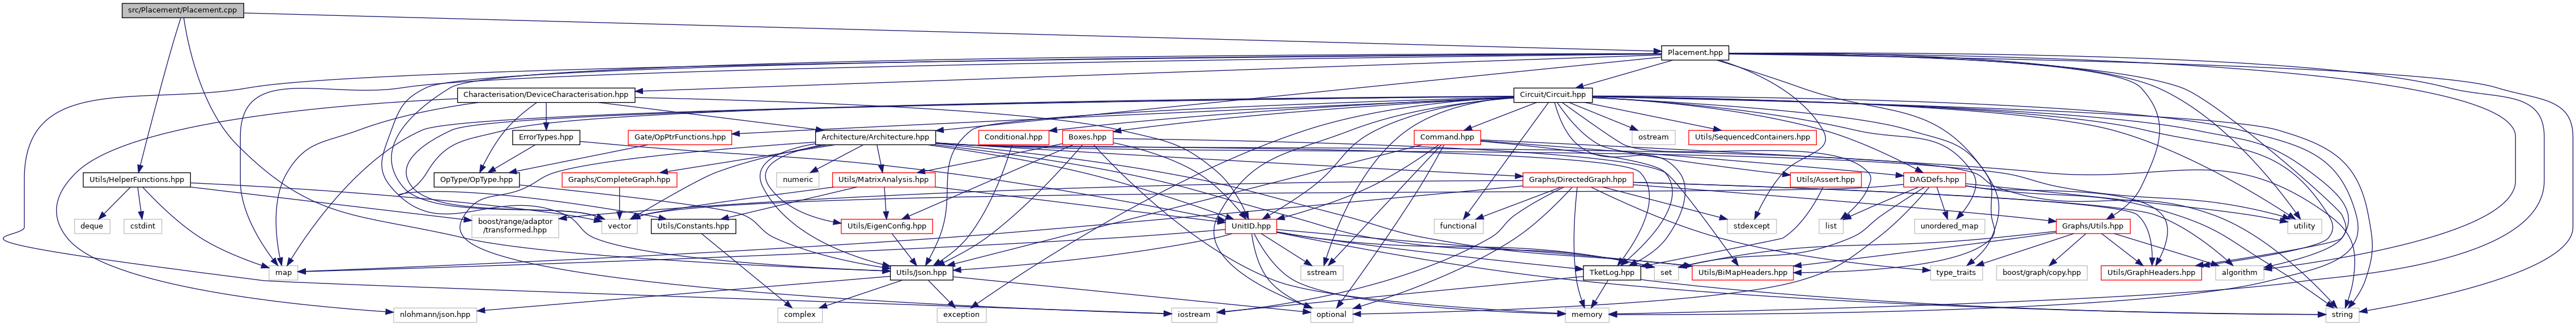 src/Placement/Placement.cpp
Placement.hpp
Characterisation/DeviceCharacterisation.hpp
Circuit/Circuit.hpp
ErrorTypes.hpp
Gate/OpPtrFunctions.hpp
Architecture/Architecture.hpp
Conditional.hpp
Boxes.hpp
Command.hpp
ostream
Utils/SequencedContainers.hpp
Utils/HelperFunctions.hpp
OpType/OpType.hpp
Graphs/CompleteGraph.hpp
numeric
Utils/MatrixAnalysis.hpp
Graphs/DirectedGraph.hpp
Utils/Assert.hpp
DAGDefs.hpp
deque
cstdint
boost/range/adaptor
/transformed.hpp
vector
Utils/Constants.hpp
Utils/EigenConfig.hpp
UnitID.hpp
functional
stdexcept
list
unordered_map
Graphs/Utils.hpp
utility
map
Utils/Json.hpp
sstream
TketLog.hpp
set
Utils/BiMapHeaders.hpp
type_traits
boost/graph/copy.hpp
Utils/GraphHeaders.hpp
algorithm
nlohmann/json.hpp
complex
exception
iostream
optional
memory
string